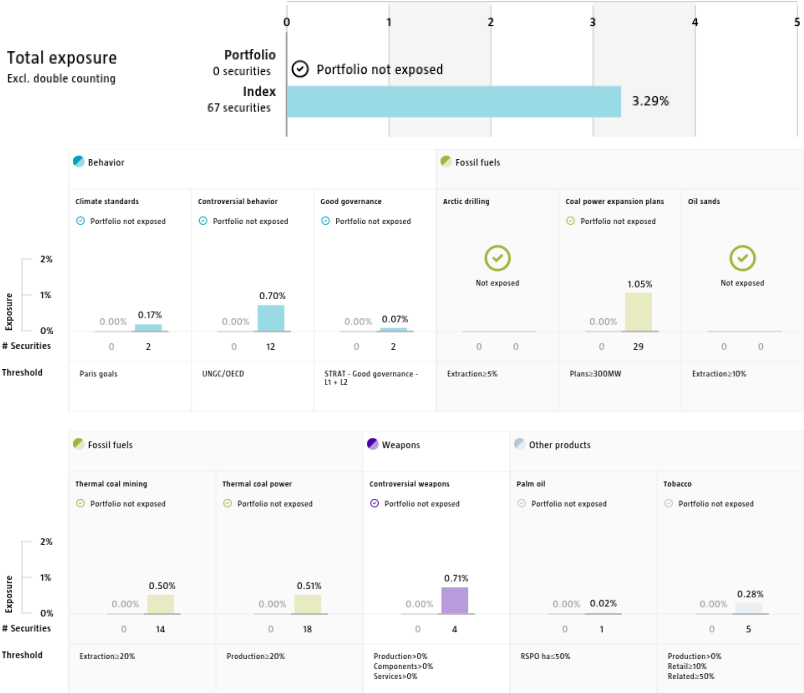 0 1 2 3 4 5
Total exposure
Excl. double counting
Portfolio
0 securities
Portfolio not exposed
Index
67 securities
3.29%
Behavior
Fossil fuels
Climate standards Controversial behavior Good governance Arctic drilling Coal power expansion plans Oil sands
Portfolio not exposed Portfolio not exposed Portfolio not exposed Portfolio not exposed
Not exposed Not exposed
Exposure
2%
1%
0%
0.00% 0.17% 0.00% 0.70% 0.00% 0.07% 0.00% 1.05%
# Securities 0 2 0 12 0 2 0 0 0 29 0 0
Threshold Paris goals UNGC/OECD STRAT - Good governance - Extraction≥5% Plans≥300MW Extraction≥10%
L1 + L2
Fossil fuels Weapons Other products
Thermal coal mining Thermal coal power Controversial weapons Palm oil Tobacco
Portfolio not exposed Portfolio not exposed Portfolio not exposed Portfolio not exposed Portfolio not exposed
Exposure
2%
1%
0%
0.00% 0.50% 0.00% 0.51% 0.00% 0.71% 0.00% 0.02% 0.00% 0.28%
# Securities 0 14 0 18 0 4 0 1 0 5
Threshold Extraction≥20% Production≥20% Production>0% RSPO ha≤50% Production>0%
Components>0% Retail≥10%
Services>0% Related≥50%